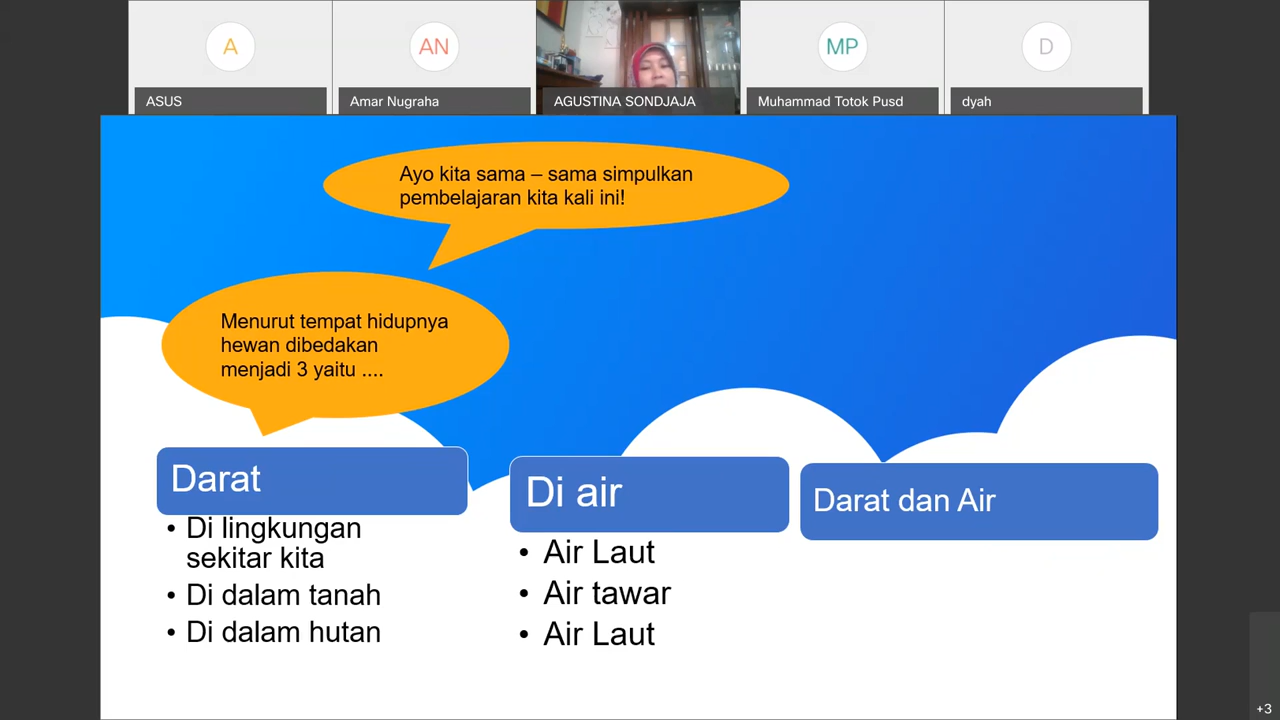 A
AN
MP
D
ASUS
Amar Nugraha
AGUSTINA SONDJAJA
Muhammad Totok Pusd
dyah
Ayo kita sama – sama simpulkan
pembelajaran kita kali ini!
Menurut tempat hidupnya
hewan dibedakan
menjadi 3 yaitu ....
Darat
• Di lingkungan
sekitar kita
• Di dalam tanah
• Di dalam hutan
Di air
• Air Laut
• Air tawar
• Air Laut
Darat dan Air
+3